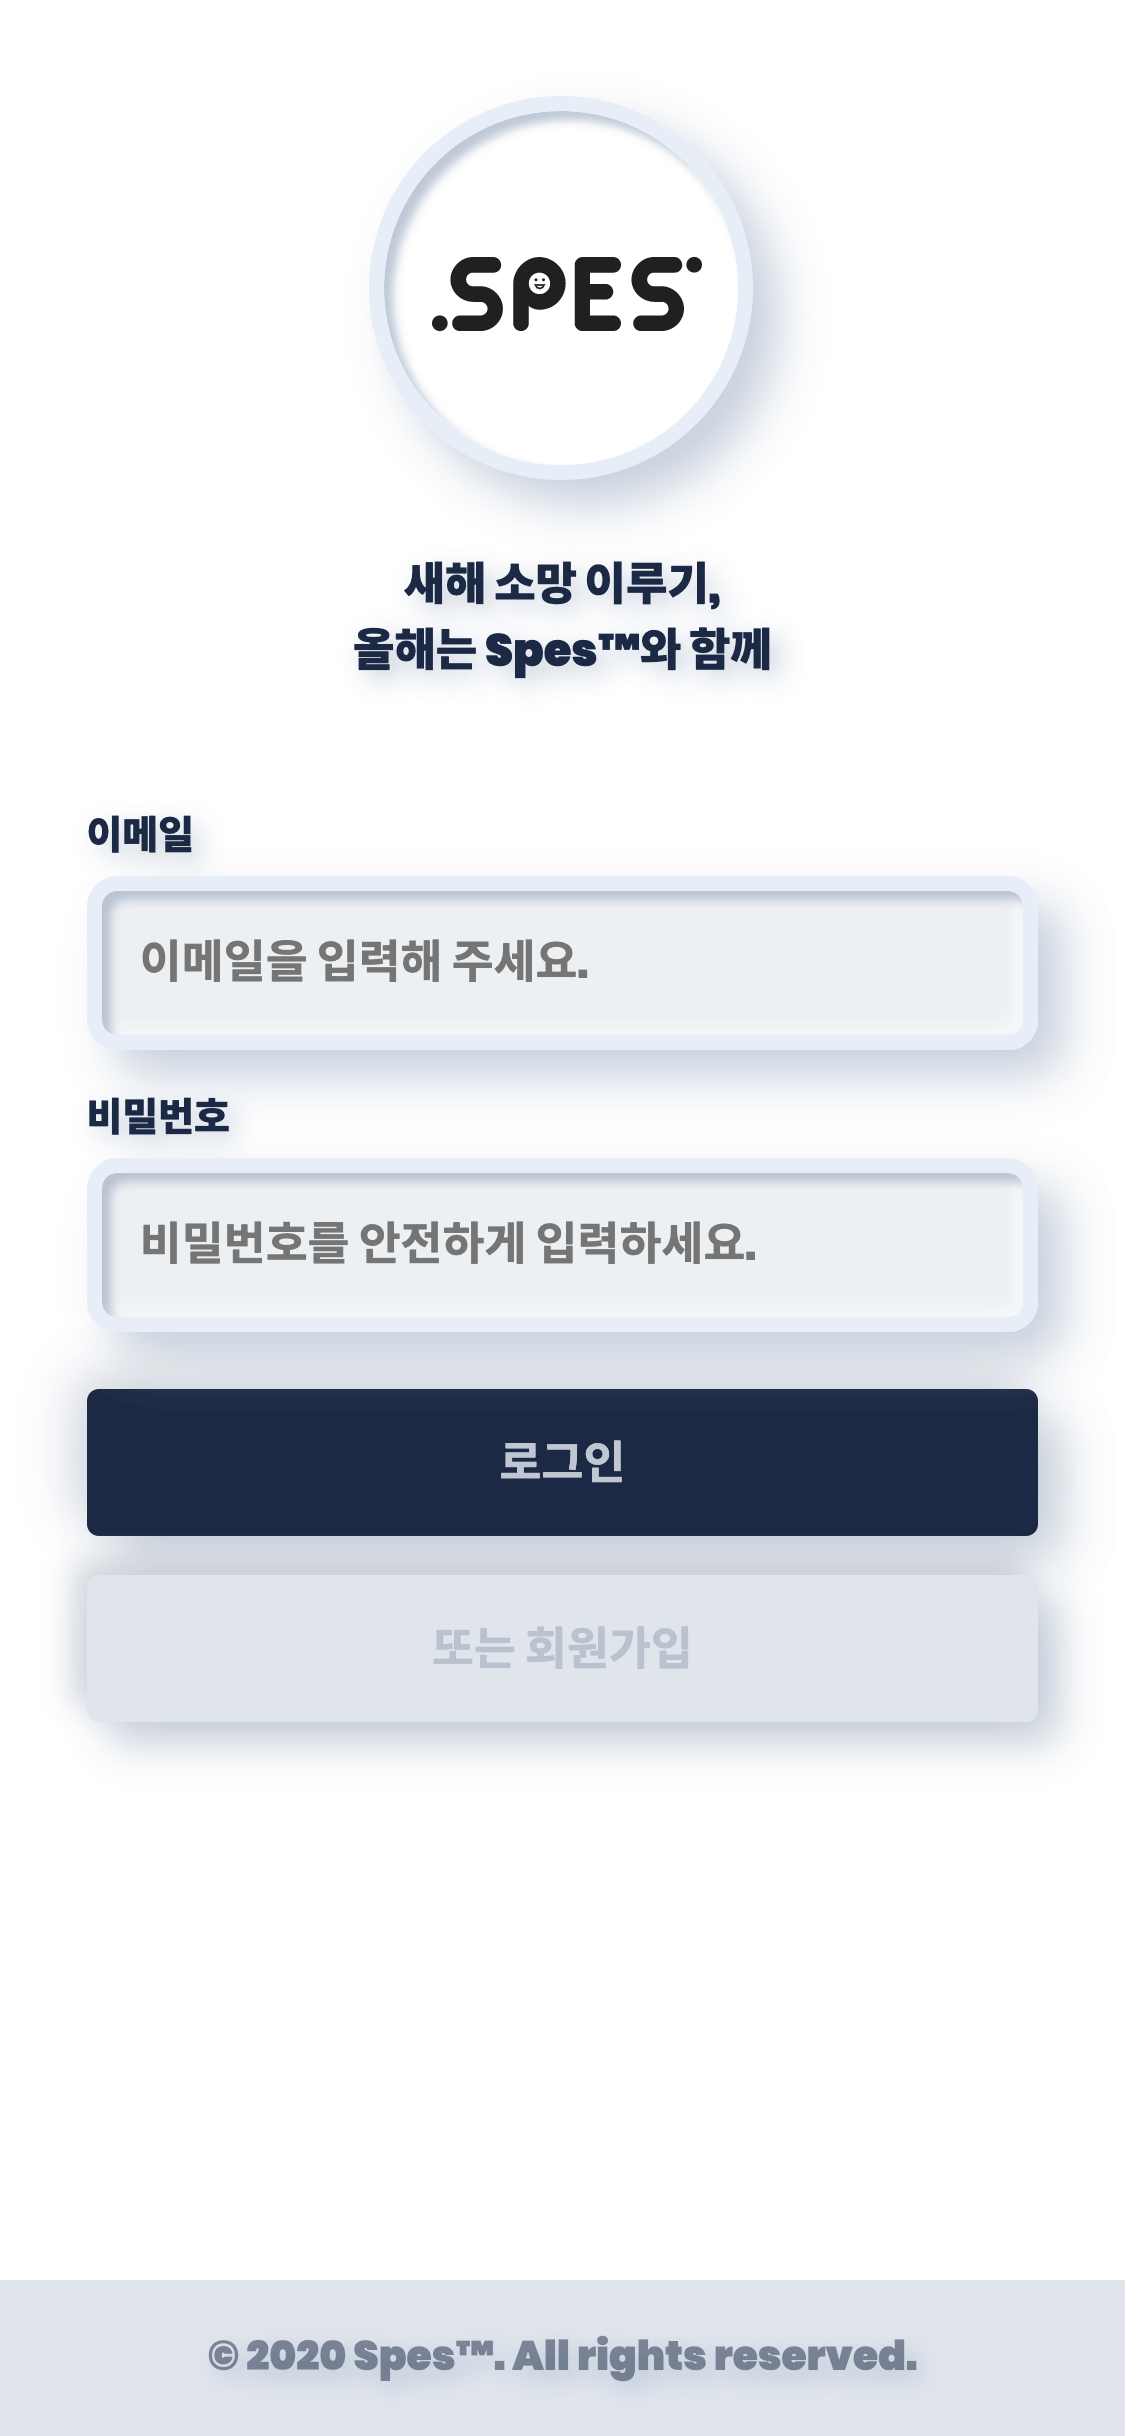 .SPES
새해 소망 이루기,
올해는 Spes™와 함께
이메일
이메일을 입력해 주세요.
비밀번호
비밀번호를 안전하게 입력하세요.
로그인
또는 회원가입
© 2020 Spes™. All rights reserved.